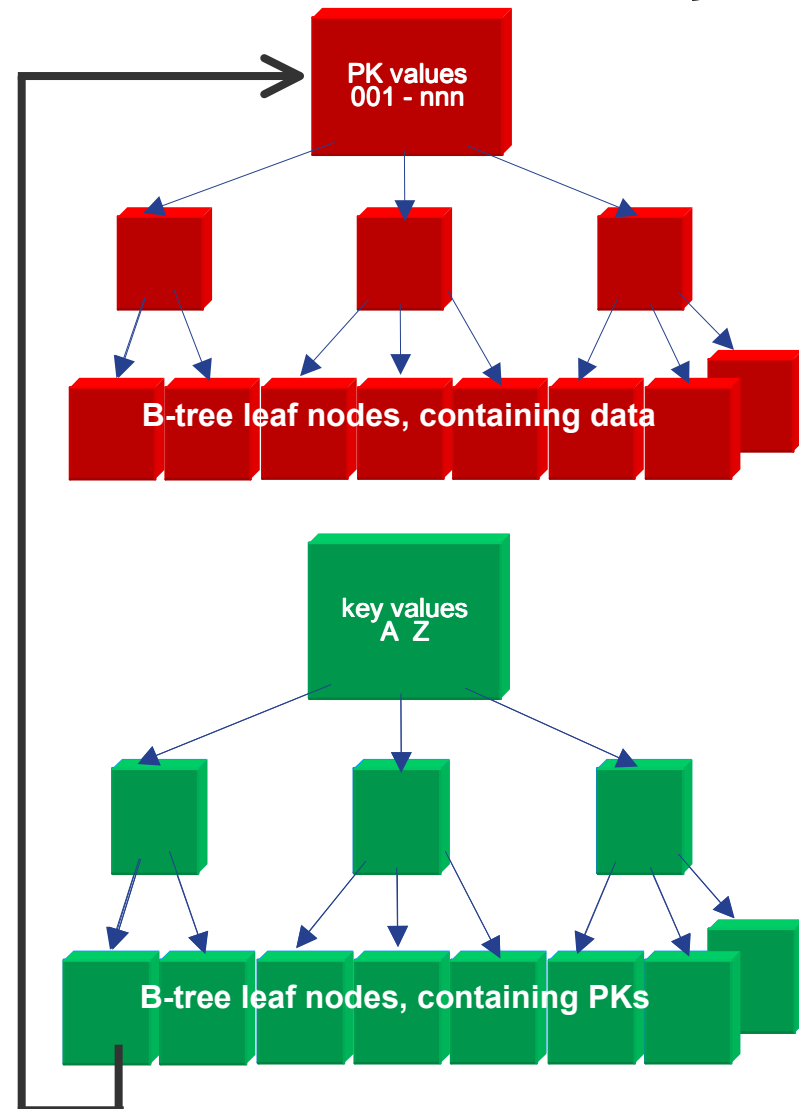 PK values
001 - nnn
B-tree leaf nodes, containing data
key values
A Z
B-tree leaf nodes, containing PKs